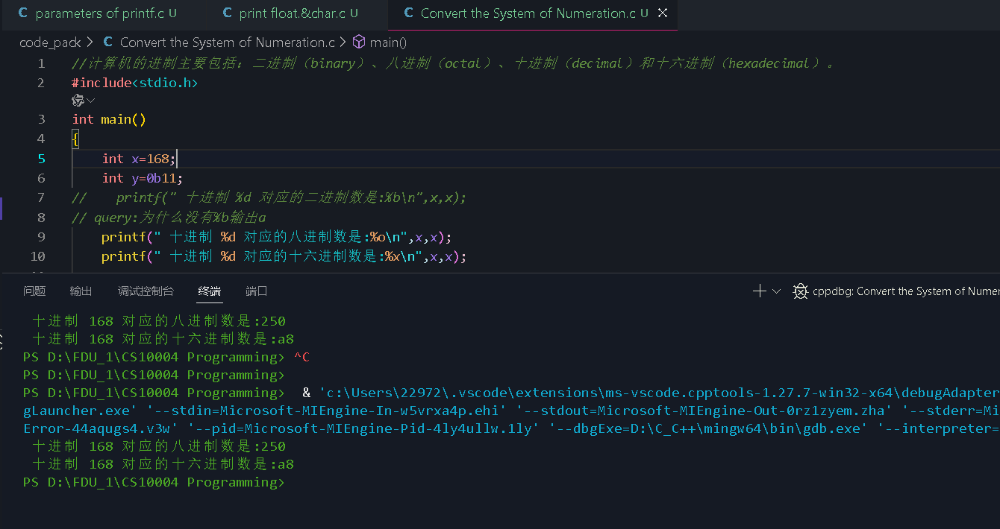 parameters of printf.c U print float.&char.c U Convert the System of Numeration.c U
code_pack > Convert the System of Numeration.c > main()
1 //计算机的进制主要包括：二进制（binary）、八进制（octal）、十进制（decimal）和十六进制（hexadecimal）。
2 #include<stdio.h>
3 int main()
4 {
5 int x=168;
6 int y=0b11;
7 // printf(" 十进制 %d 对应的二进制数是:%b\n",x,x);
8 // query:为什么没有%b输出a
9 printf(" 十进制 %d 对应的八进制数是:%o\n",x,x);
10 printf(" 十进制 %d 对应的十六进制数是:%x\n",x,x);
问题 输出 调试控制台 终端 端口 cppdbg: Convert the System of Numer
十进制 168 对应的八进制数是:250
十进制 168 对应的十六进制数是:a8
PS D:\FDU_1\CS10004 Programming> ^C
PS D:\FDU_1\CS10004 Programming>
PS D:\FDU_1\CS10004 Programming> & 'c:\Users\22972\.vscode\extensions\ms-vscode.cpptools-1.27.7-win32-x64\debugAdapter
gLauncher.exe' '--stdin=Microsoft-MIEngine-In-w5vrxa4p.ehi' '--stdout=Microsoft-MIEngine-Out-0rz1zyem.zha' '--stderr=Mi
Error-44aqugs4.v3w' '--pid=Microsoft-MIEngine-Pid-4ly4ullw.1ly' '--dbgExe=D:\C_C++\mingw64\bin\gdb.exe' '--interpreter=
十进制 168 对应的八进制数是:250
十进制 168 对应的十六进制数是:a8
PS D:\FDU_1\CS10004 Programming>